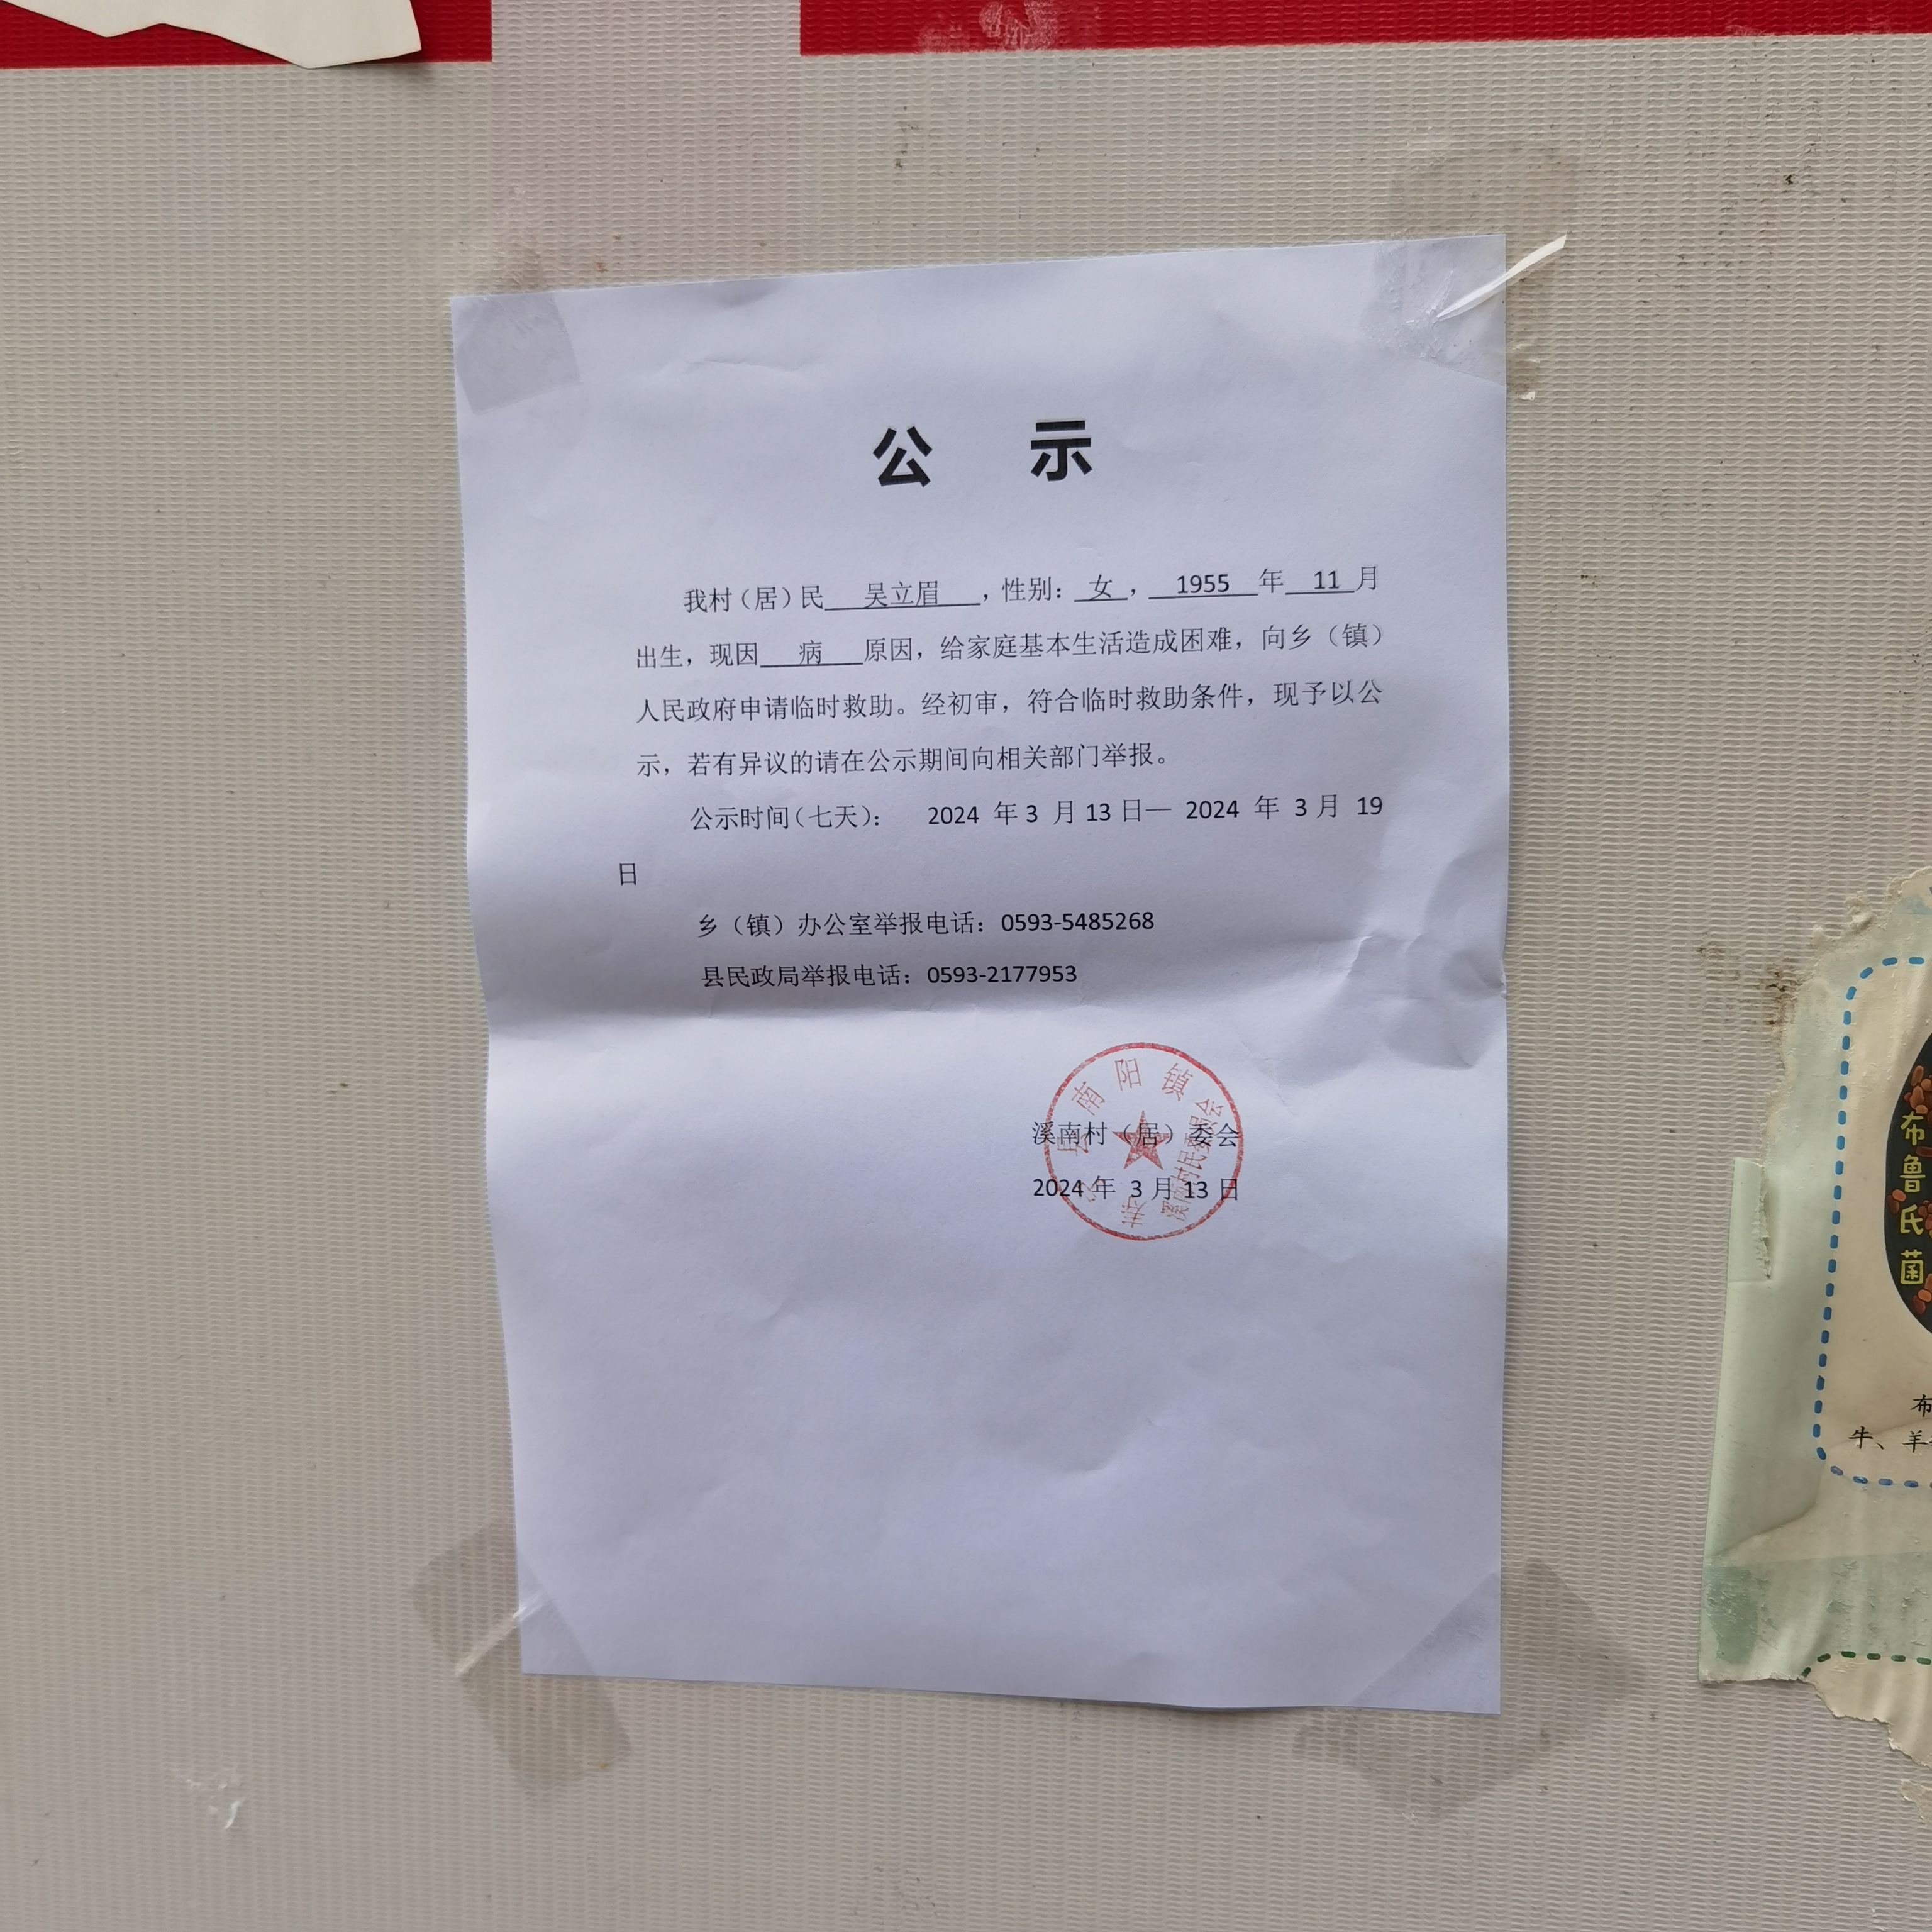 公 示
我村（居）民 吴立眉 ，性别：女，1955 年 11 月
出生，现因 病 原因，给家庭基本生活造成困难，向乡（镇）
人民政府申请临时救助。经初审，符合临时救助条件，现予以公
示，若有异议的请在公示期间向相关部门举报。
公示时间（七天）： 2024 年 3 月 13 日— 2024 年 3 月 19
日
乡（镇）办公室举报电话：0593-5485268
县民政局举报电话：0593-2177953
溪南村（居）委会
2024 年 3 月 13 日
县南阳镇
村民委员会
布鲁氏菌
布
牛、羊